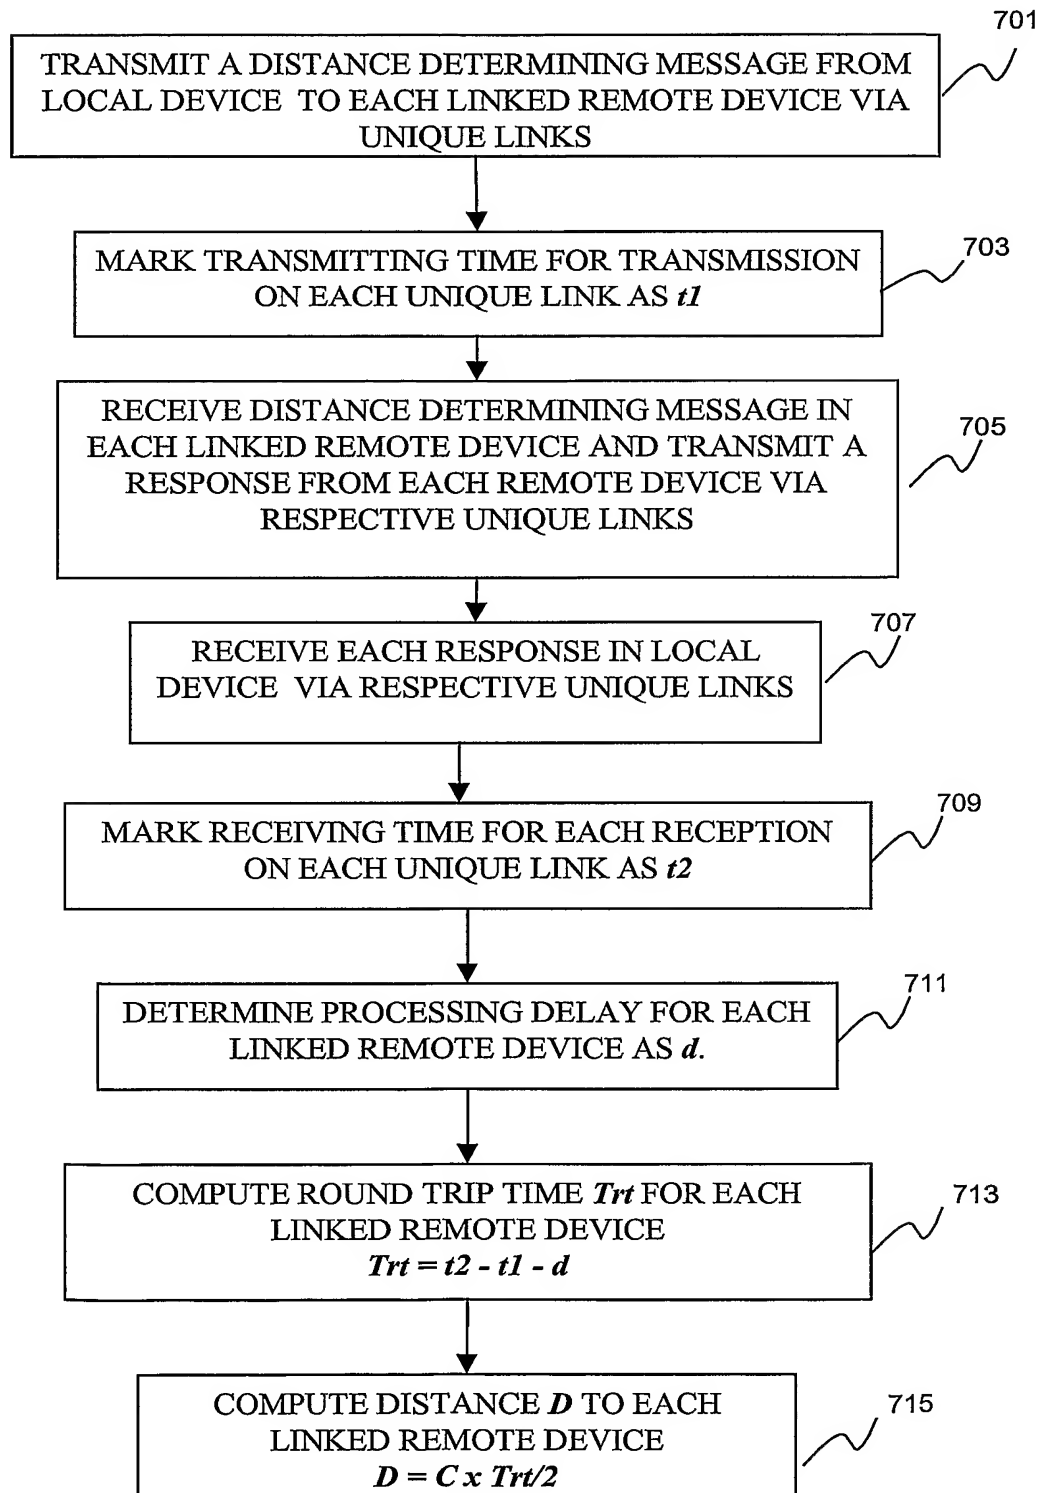 701
TRANSMIT A DISTANCE DETERMINING MESSAGE FROM
LOCAL DEVICE TO EACH LINKED REMOTE DEVICE VIA
UNIQUE LINKS
703
MARK TRANSMITTING TIME FOR TRANSMISSION
ON EACH UNIQUE LINK AS t1
705
RECEIVE DISTANCE DETERMINING MESSAGE IN
EACH LINKED REMOTE DEVICE AND TRANSMIT A
RESPONSE FROM EACH REMOTE DEVICE VIA
RESPECTIVE UNIQUE LINKS
707
RECEIVE EACH RESPONSE IN LOCAL
DEVICE VIA RESPECTIVE UNIQUE LINKS
709
MARK RECEIVING TIME FOR EACH RECEPTION
ON EACH UNIQUE LINK AS t2
711
DETERMINE PROCESSING DELAY FOR EACH
LINKED REMOTE DEVICE AS d.
713
COMPUTE ROUND TRIP TIME Trt FOR EACH
LINKED REMOTE DEVICE
Trt = t2 - t1 - d
715
COMPUTE DISTANCE D TO EACH
LINKED REMOTE DEVICE
D = C x Trt/2